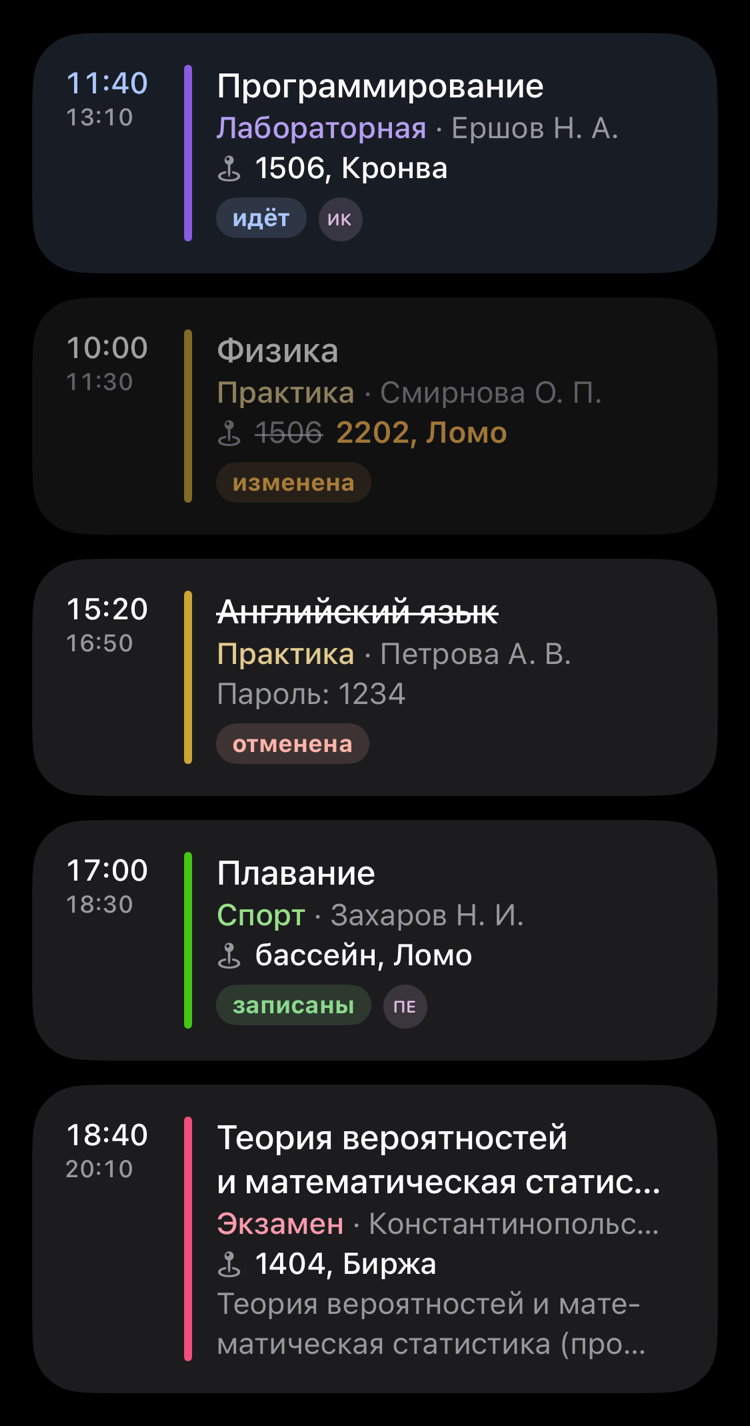 11:40
13:10
Программирование
Лабораторная · Ершов Н. А.
1506, Кронва
идёт ИК
10:00
11:30
Физика
Практика · Смирнова О. П.
1506 2202, Ломо
изменена
15:20
16:50
Английский язык
Практика · Петрова А. В.
Пароль: 1234
отменена
17:00
18:30
Плавание
Спорт · Захаров Н. И.
бассейн, Ломо
записаны ПЕ
18:40
20:10
Теория вероятностей
и математическая статис...
Экзамен · Константинопольс...
1404, Биржа
Теория вероятностей и мате-
матическая статистика (про...